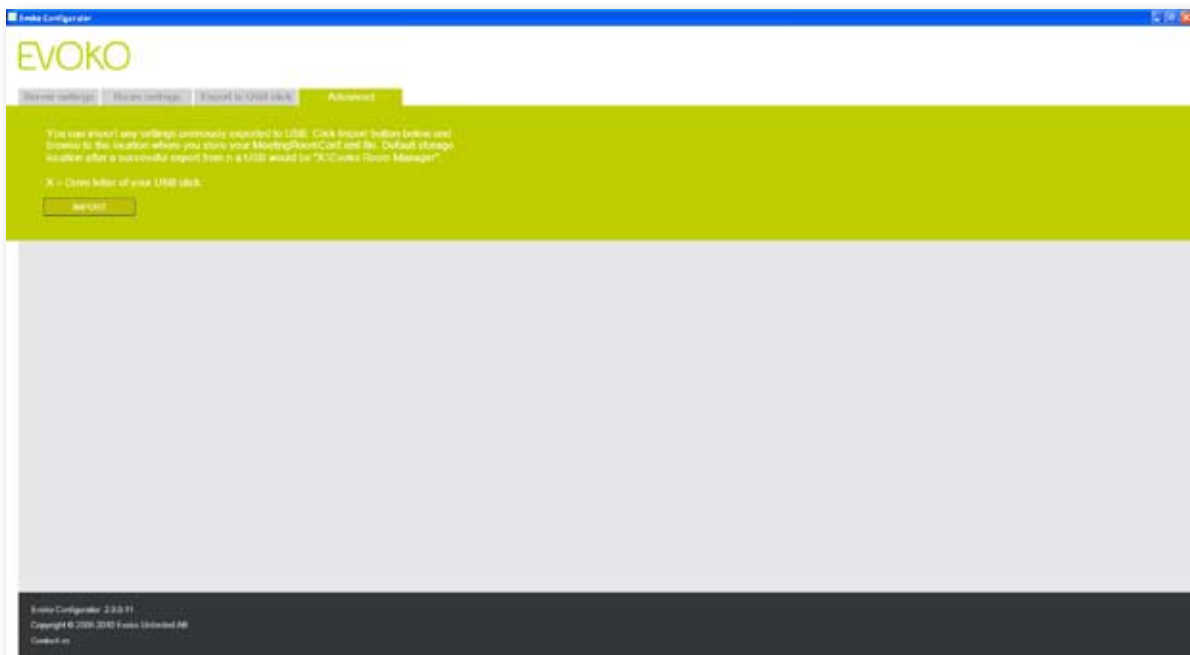 Evoko Configurator
EVOKO
Server settings
Room settings
Export to USB stick
Advanced
You can import any settings previously exported to USB. Click Import button below and
browse to the location where you store your MeetingRoomConf.xml file. Default storage
location after a successful export from n a USB would be "X:\Evoko Room Manager".
X = Drive letter of your USB stick.
IMPORT
Evoko Configurator
Copyright © 2010 Evoko Unlimited AB
Contact us